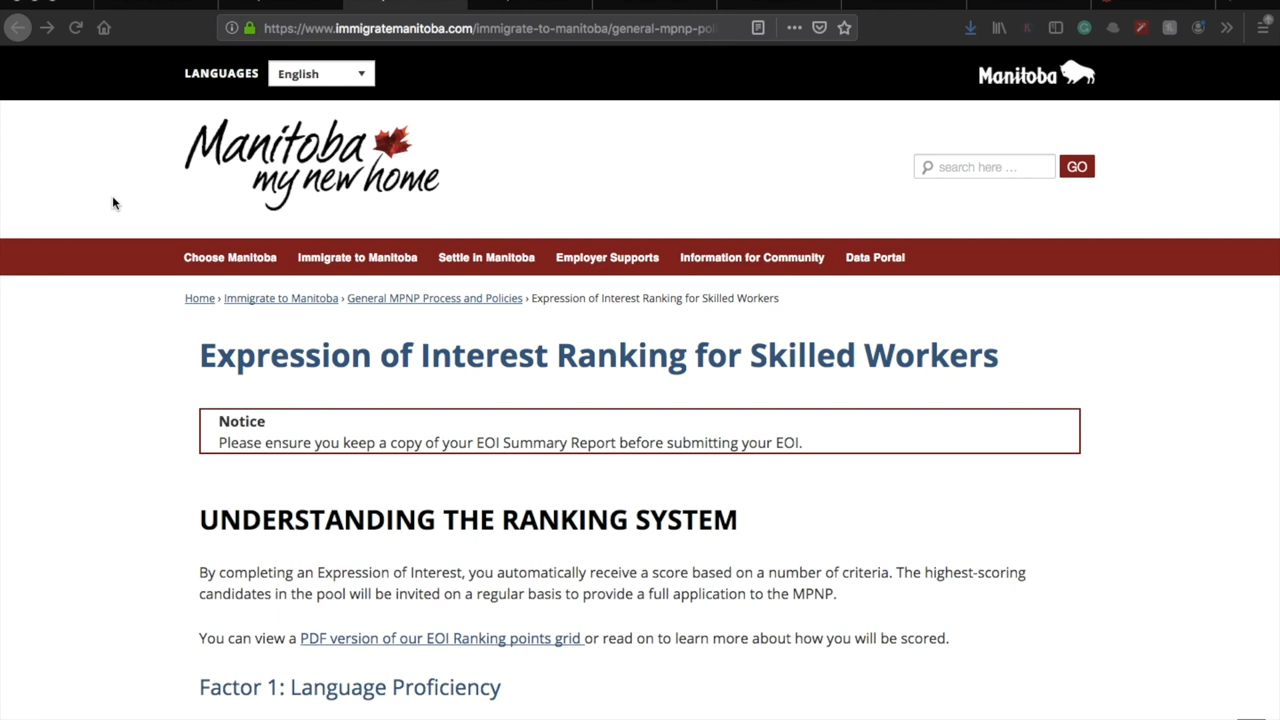 https://www.immigratemanitoba.com/immigrate-to-manitoba/general-mpnp-pol
LANGUAGES English
Manitoba
Manitoba
my new home
search here ... GO
Choose Manitoba Immigrate to Manitoba Settle in Manitoba Employer Supports Information for Community Data Portal
Home › Immigrate to Manitoba › General MPNP Process and Policies › Expression of Interest Ranking for Skilled Workers
Expression of Interest Ranking for Skilled Workers
Notice
Please ensure you keep a copy of your EOI Summary Report before submitting your EOI.
UNDERSTANDING THE RANKING SYSTEM
By completing an Expression of Interest, you automatically receive a score based on a number of criteria. The highest-scoring
candidates in the pool will be invited on a regular basis to provide a full application to the MPNP.
You can view a PDF version of our EOI Ranking points grid or read on to learn more about how you will be scored.
Factor 1: Language Proficiency